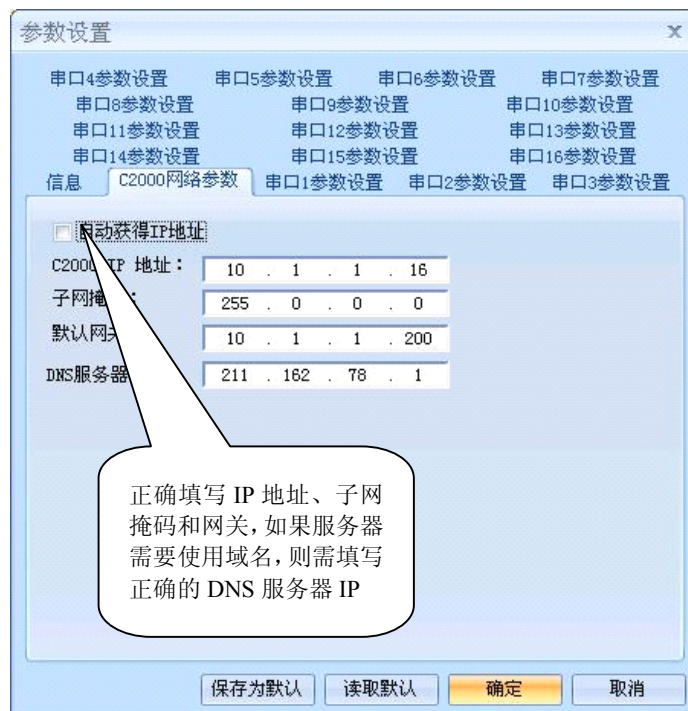 参数设置
串口4参数设置 串口5参数设置 串口6参数设置 串口7参数设置
串口8参数设置 串口9参数设置 串口10参数设置
串口11参数设置 串口12参数设置 串口13参数设置
串口14参数设置 串口15参数设置 串口16参数设置
信息 C2000网络参数 串口1参数设置 串口2参数设置 串口3参数设置
自动获得IP地址
C2000 IP 地址： 10 . 1 . 1 . 16
子网掩 255 . 0 . 0 . 0
默认网关 10 . 1 . 1 . 200
DNS服务器 211 . 162 . 78 . 1
正确填写 IP 地址、子网
掩码和网关，如果服务器
需要使用域名，则需填写
正确的 DNS 服务器 IP
保存为默认 读取默认 确定 取消